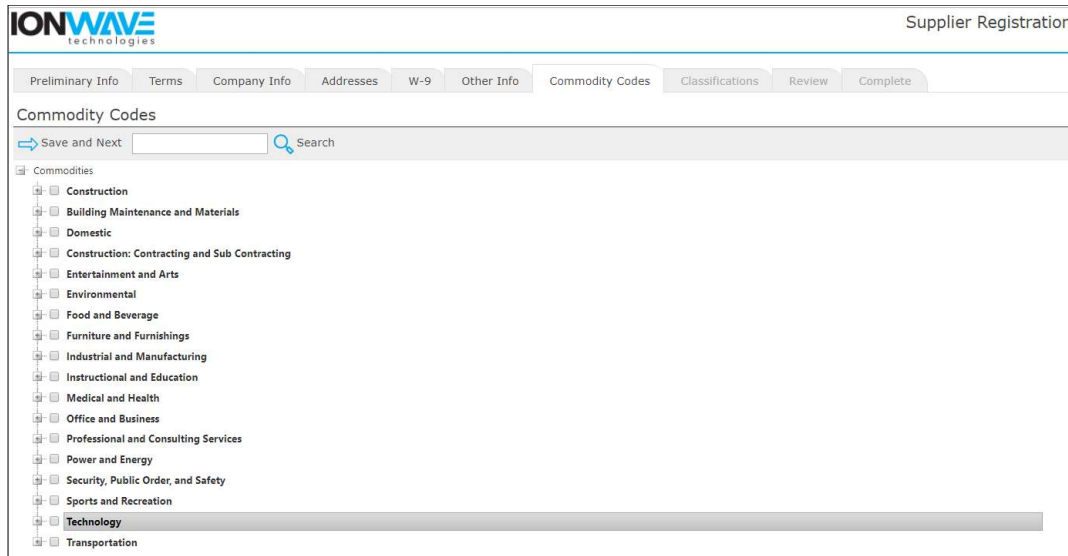 IONWAVE
technologies
Supplier Registration
Preliminary Info Terms Company Info Addresses W-9 Other Info Commodity Codes Classifications Review Complete
Commodity Codes
Save and Next Search
Commodities
Construction
Building Maintenance and Materials
Domestic
Construction: Contracting and Sub Contracting
Entertainment and Arts
Environmental
Food and Beverage
Furniture and Furnishings
Industrial and Manufacturing
Instructional and Education
Medical and Health
Office and Business
Professional and Consulting Services
Power and Energy
Security, Public Order, and Safety
Sports and Recreation
Technology
Transportation